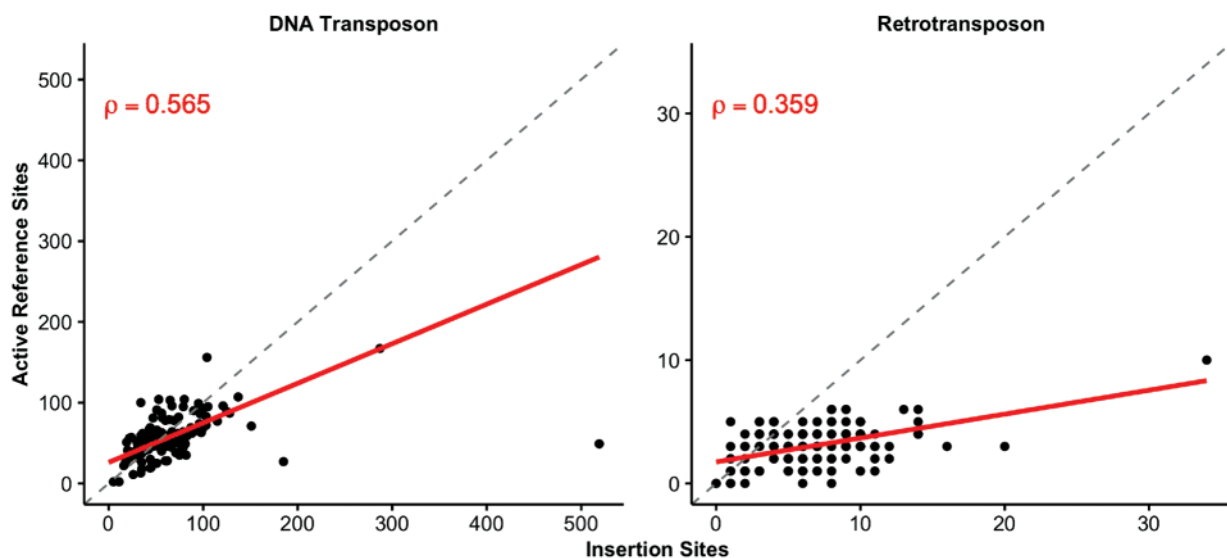 DNA Transposon
Retrotransposon
ρ = 0.565
ρ = 0.359
Active Reference Sites
500
400
300
200
100
0
30
20
10
0
0 100 200 300 400 500
0 10 20 30
Insertion Sites